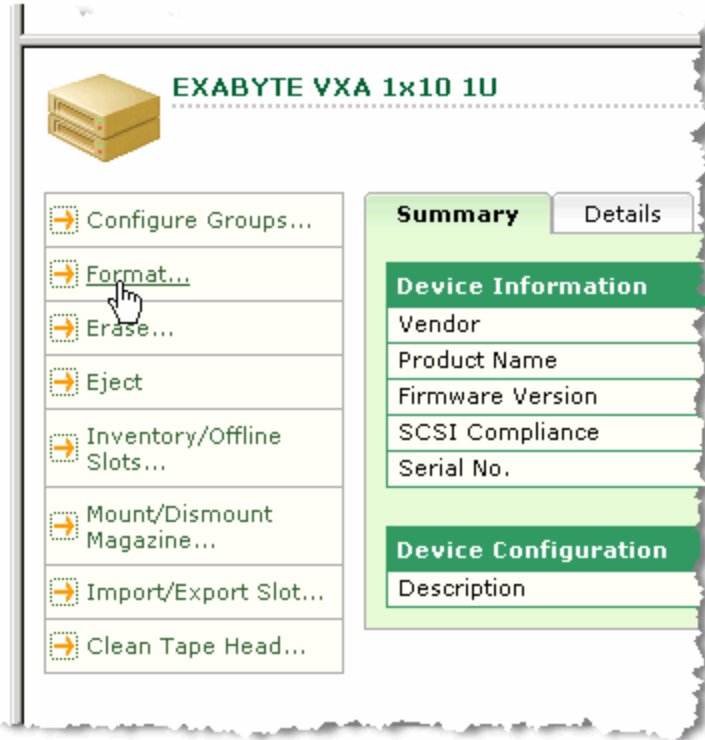 EXABYTE VXA 1x10 1U
Configure Groups...
Format...
Erase...
Eject
Inventory/Offline
Slots...
Mount/Dismount
Magazine...
Import/Export Slot...
Clean Tape Head...
Summary
Details
Device Information
Vendor
Product Name
Firmware Version
SCSI Compliance
Serial No.
Device Configuration
Description